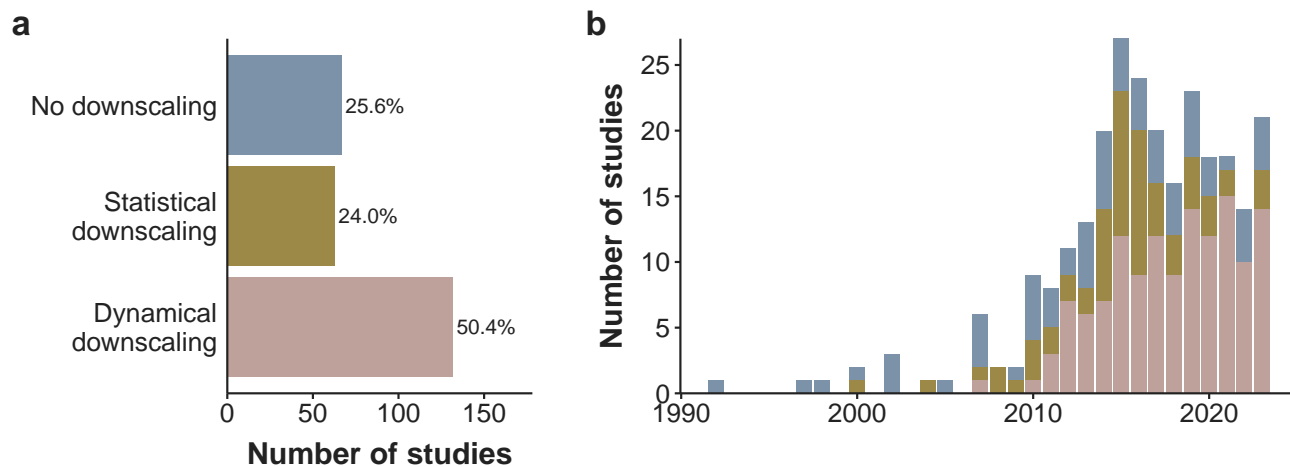 a
No downscaling
25.6%
Statistical
downscaling
24.0%
Dynamical
downscaling
50.4%
0 50 100 150
Number of studies
b
Number of studies
25
20
15
10
5
0
1990 2000 2010 2020